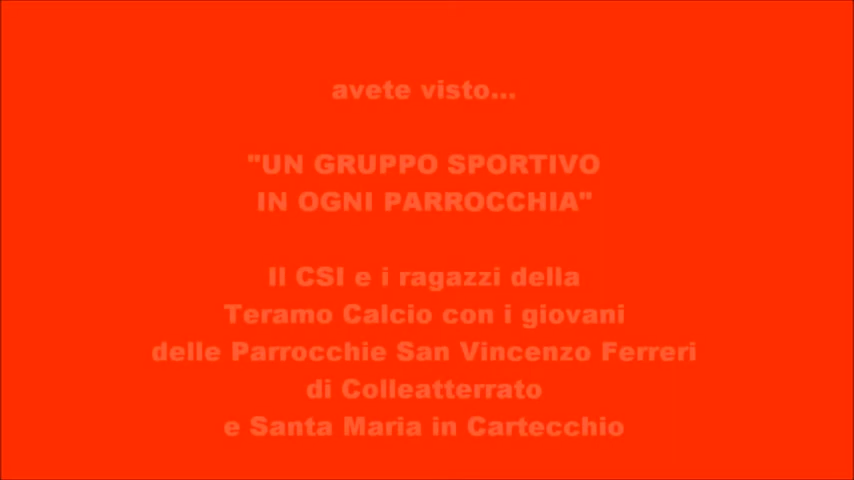 avete visto...
"UN GRUPPO SPORTIVO
IN OGNI PARROCCHIA"
Il CSI e i ragazzi della
Teramo Calcio con i giovani
delle Parrocchie San Vincenzo Ferreri
di Colleatterrato
e Santa Maria in Cartecchio